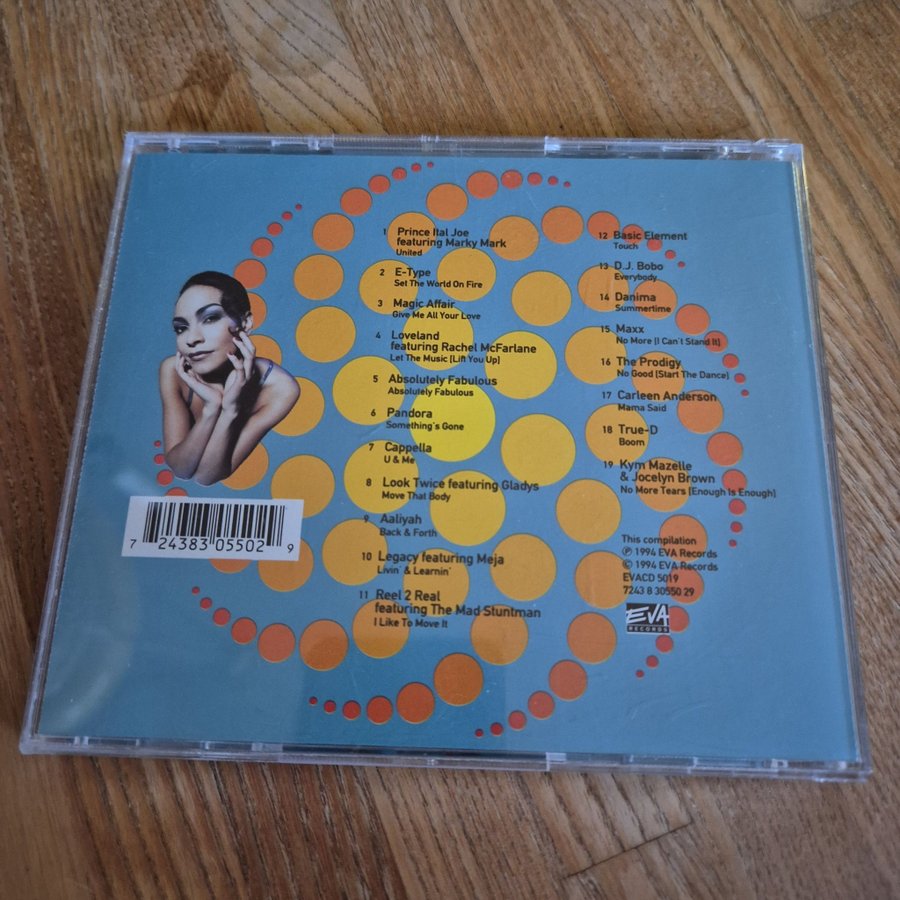 1 Prince Ital Joe
featuring Marky Mark
United
2 E-Type
Set The World On Fire
3 Magic Affair
Give Me All Your Love
4 Loveland
featuring Rachel McFarlane
Let The Music [Lift You Up]
5 Absolutely Fabulous
Absolutely Fabulous
6 Pandora
Something's Gone
7 Cappella
U & Me
8 Look Twice featuring Gladys
Move That Body
9 Aaliyah
Back & Forth
10 Legacy featuring Meja
Livin' & Learnin'
11 Reel 2 Real
featuring The Mad Stuntman
I Like To Move It
12 Basic Element
Touch
13 D.J. Bobo
Everybody
14 Danima
Summertime
15 Maxx
No More [I Can't Stand It]
16 The Prodigy
No Good [Start The Dance]
17 Carleen Anderson
Mama Said
18 True-D
Boom
19 Kym Mazelle
& Jocelyn Brown
No More Tears [Enough Is Enough]
This compilation
℗ 1994 EVA Records
© 1994 EVA Records
EVACD 5019
7243 8 30550 29
EVA
RECORDS
7 24383 05502 9